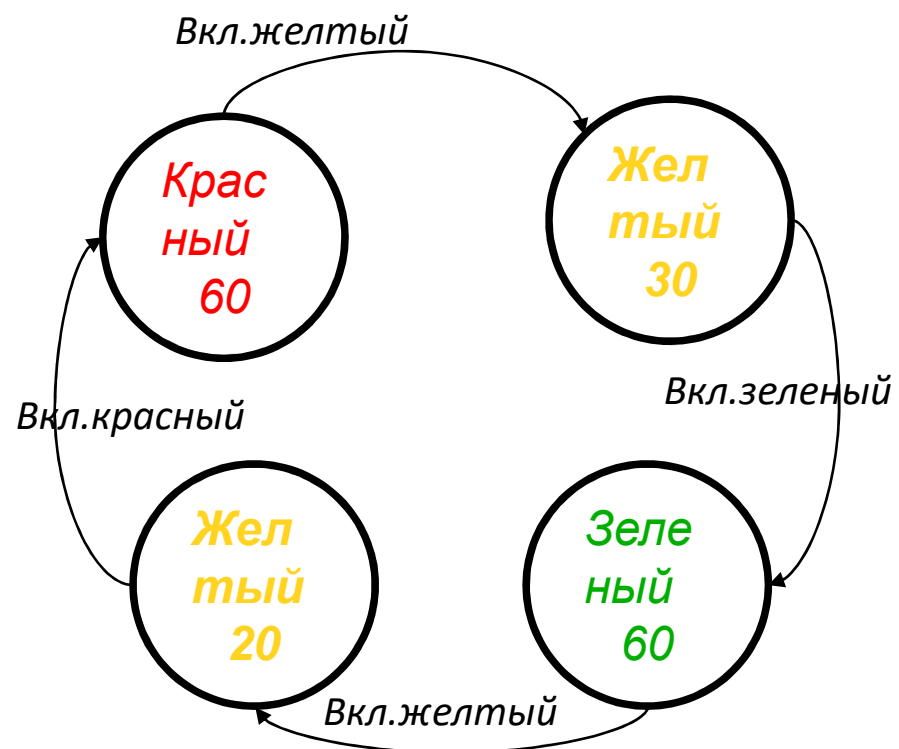 Вкл.желтый
Крас
ный
60
Жел
тый
30
Вкл.зеленый
Вкл.красный
Жел
тый
20
Зеле
ный
60
Вкл.желтый